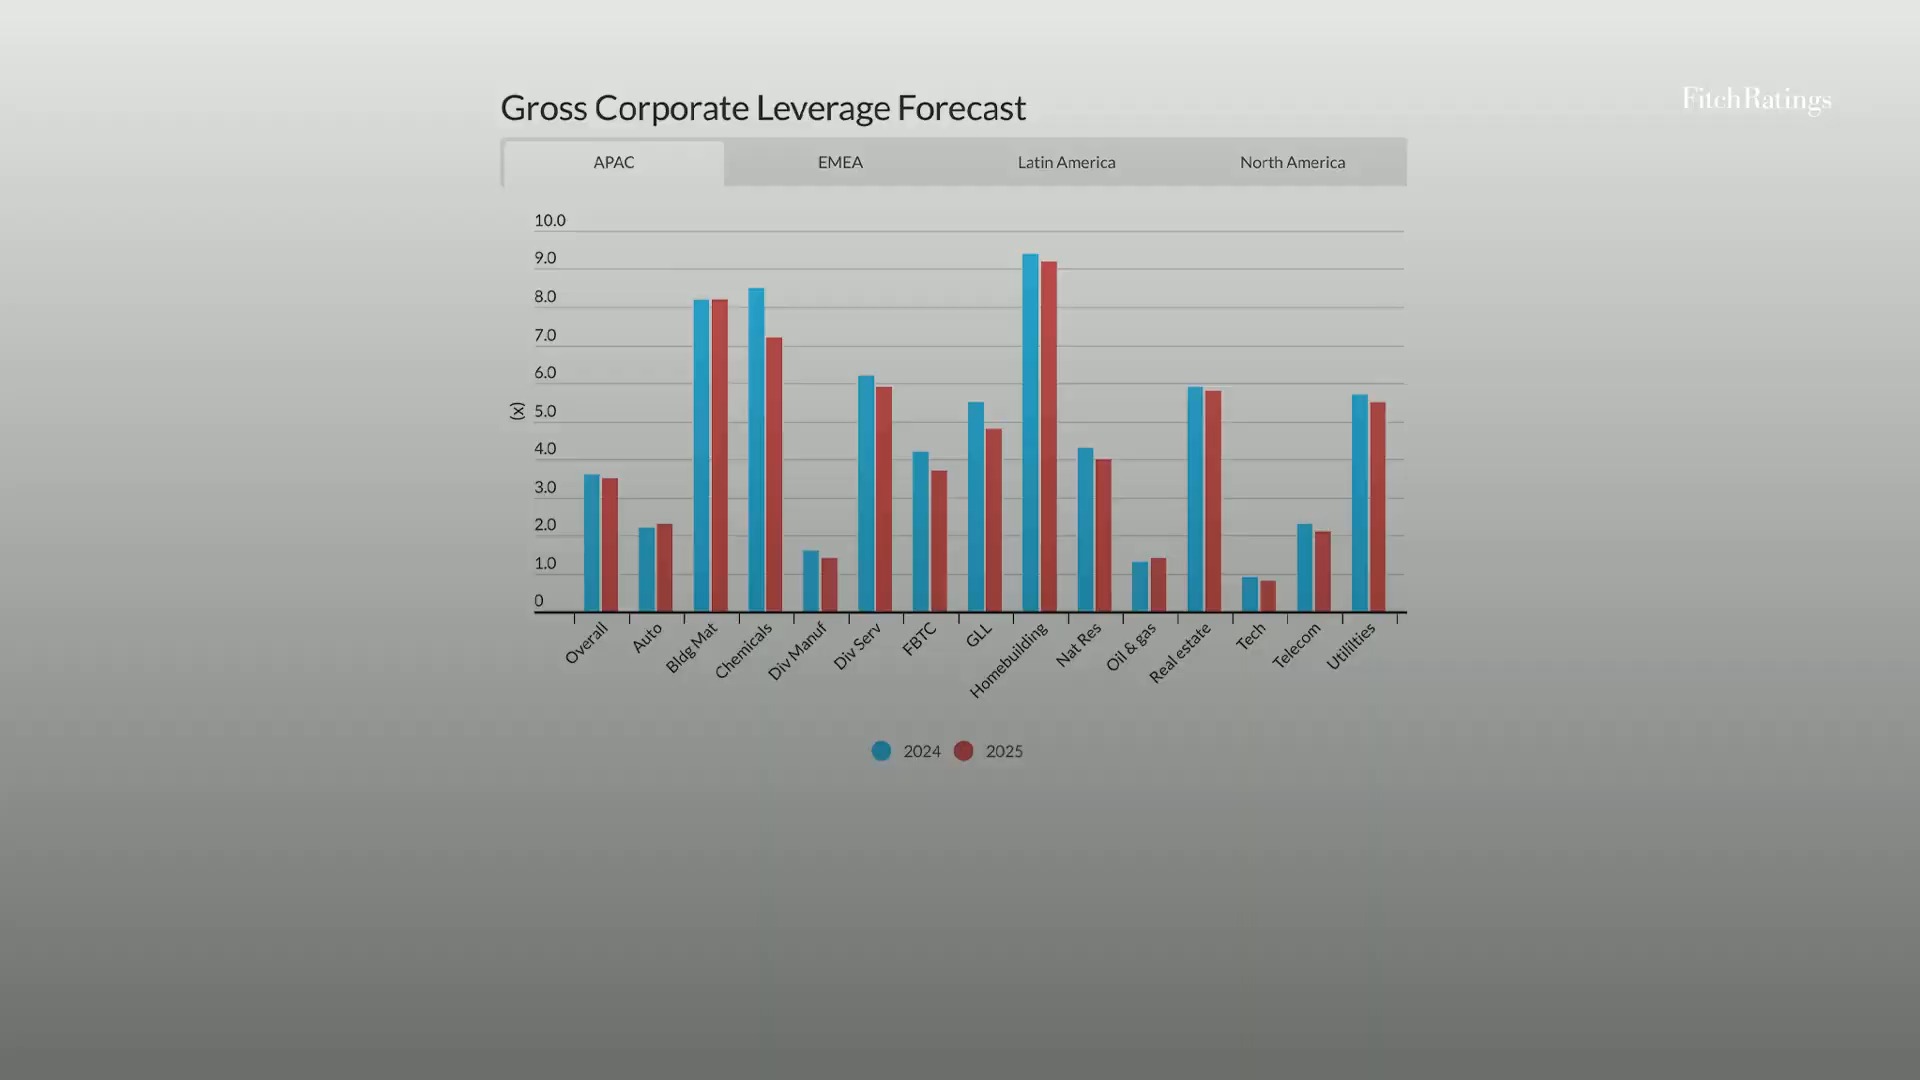 Gross Corporate Leverage Forecast
FitchRatings
APAC EMEA Latin America North America
10.0
9.0
8.0
7.0
6.0
(x)
5.0
4.0
3.0
2.0
1.0
0
Overall Auto Bldg Mat Chemicals Div Manuf Div Serv FBTC GLL Homebuilding Nat Res Oil & gas Real estate Tech Telecom Utilities
2024 2025